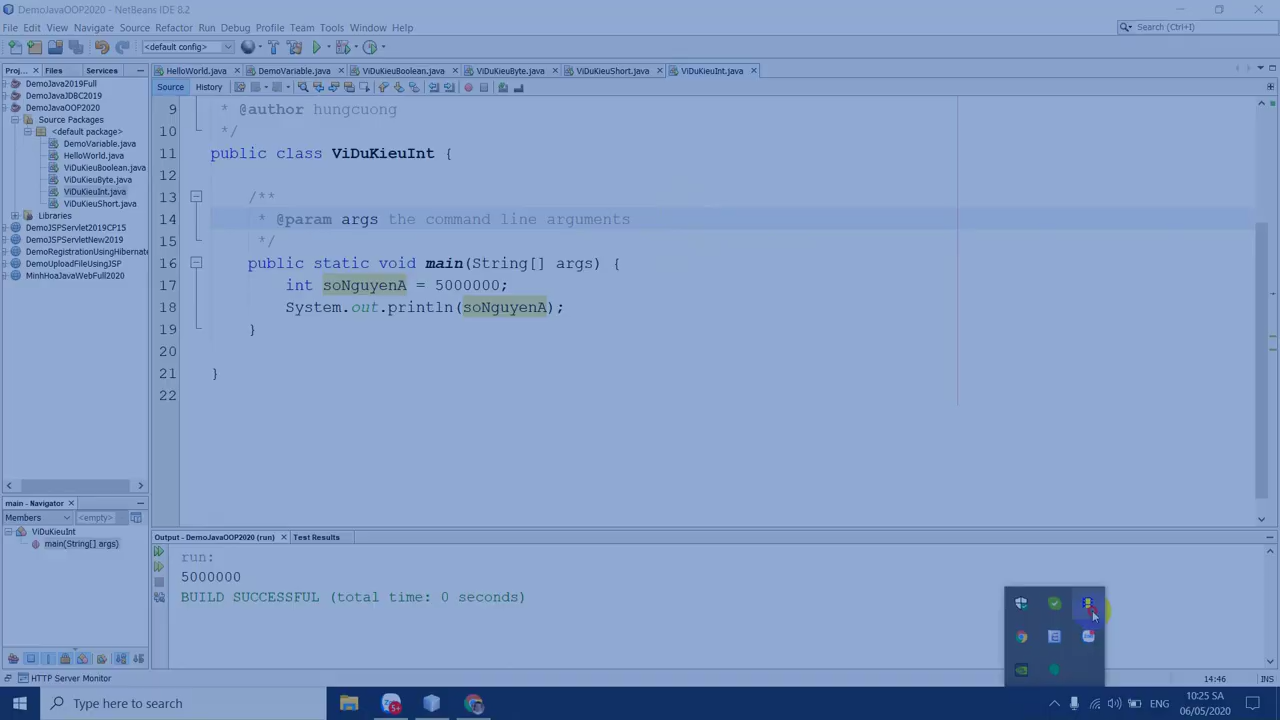 DemoJavaOOP2020 - NetBeans IDE 8.2
File Edit View Navigate Source Refactor Run Debug Profile Team Tools Window Help
Search (Ctrl+I)
<default config>
Proj... Files Services
HelloWorld.java DemoVariable.java ViDuKieuBoolean.java ViDuKieuByte.java ViDuKieuShort.java ViDuKieuInt.java
Source History
DemoJava2019Full
DemoJavaJDBC2019
DemoJavaOOP2020
Source Packages
<default package>
DemoVariable.java
HelloWorld.java
ViDuKieuBoolean.java
ViDuKieuByte.java
ViDuKieuInt.java
ViDuKieuShort.java
Libraries
DemoJSPServlet2019CP15
DemoJSPServletNew2019
DemoRegistrationUsingHibernate
DemoUploadFileUsingJSP
MinhHoaJavaWebFull2020
9 * @author hungcuong
10 */
11 public class ViDuKieuInt {
12
13 /**
14 * @param args the command line arguments
15 */
16 public static void main(String[] args) {
17 int soNguyenA = 5000000;
18 System.out.println(soNguyenA);
19 }
20
21 }
22
main - Navigator
Members <empty>
ViDuKieuInt
main(String[] args)
Output - DemoJavaOOP2020 (run) Test Results
run:
5000000
BUILD SUCCESSFUL (total time: 0 seconds)
HTTP Server Monitor
14:46 INS
Type here to search
5+
ENG
10:25 SA
06/05/2020